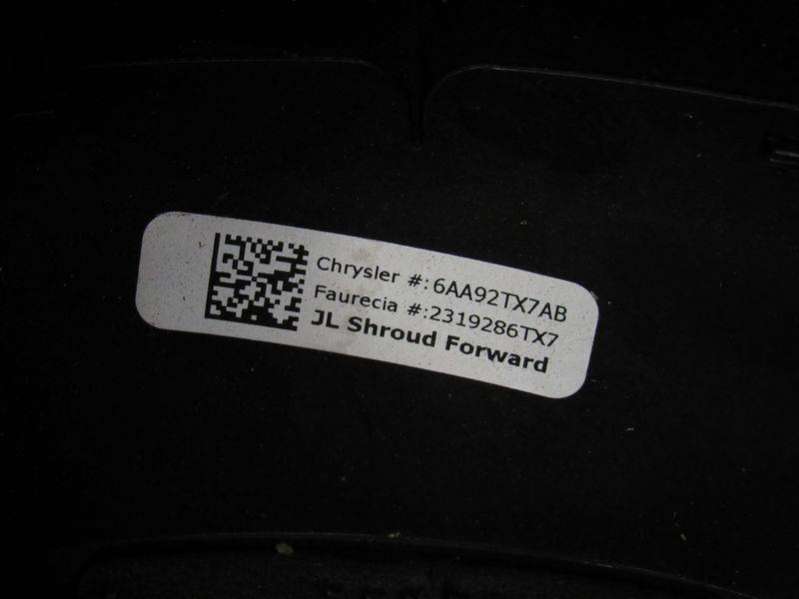 Chrysler #:6AA92TX7AB
Faurecia #:2319286TX7
JL Shroud Forward